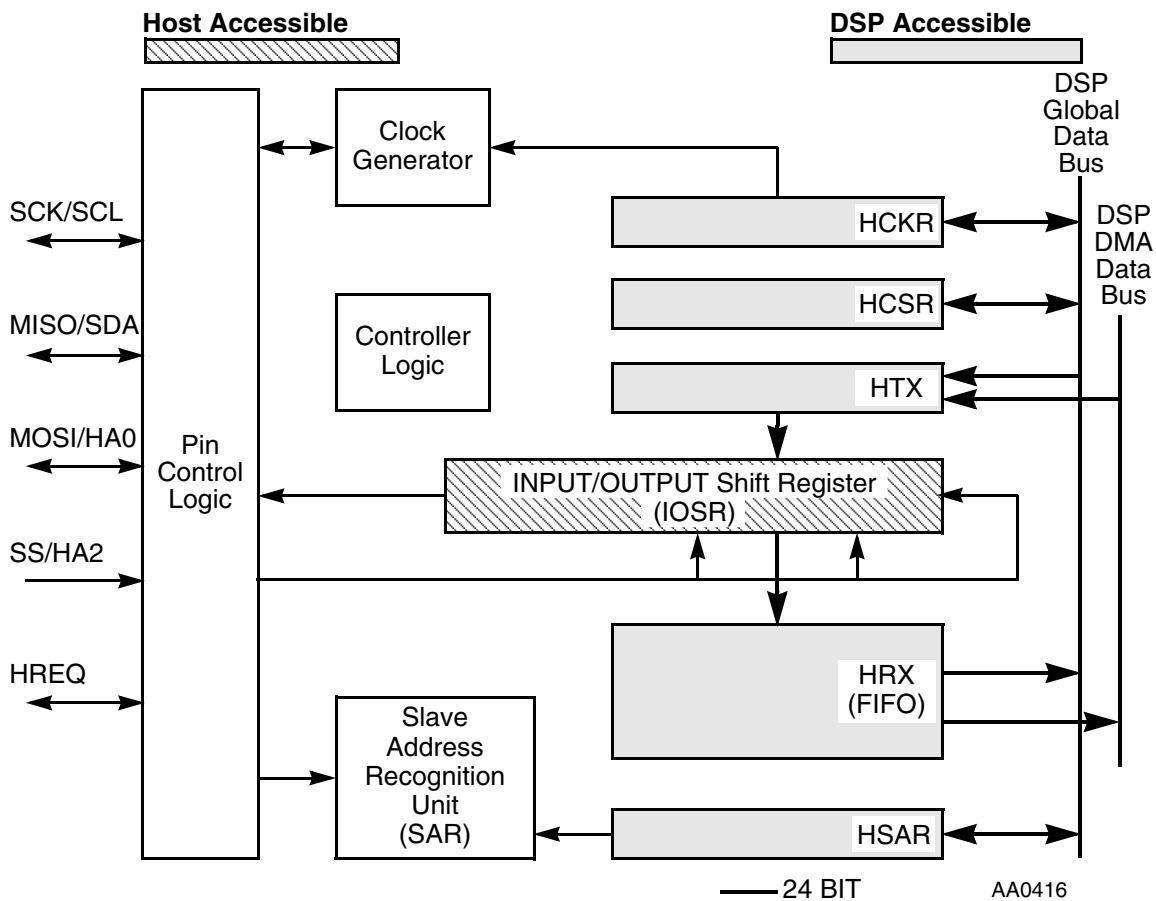 Host Accessible
DSP Accessible
DSP
Global
Data
Bus
Clock
Generator
SCK/SCL
HCKR
DSP
DMA
Data
Bus
HCSR
MISO/SDA
Controller
Logic
HTX
MOSI/HA0
Pin
Control
Logic
INPUT/OUTPUT Shift Register
(IOSR)
SS/HA2
HREQ
HRX
(FIFO)
Slave
Address
Recognition
Unit
(SAR)
HSAR
24 BIT
AA0416